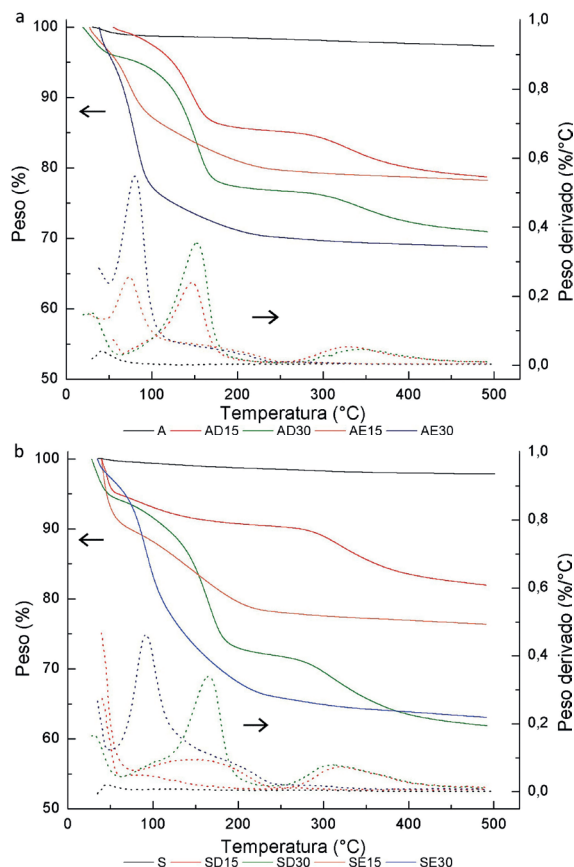 a
100
90
80
70
60
50
Peso (%)
1,0
0,8
0,6
0,4
0,2
0,0
Peso derivado (%/°C)
0 100 200 300 400 500
Temperatura (°C)
A AD15 AD30 AE15 AE30
b
100
90
80
70
60
50
Peso (%)
1,0
0,8
0,6
0,4
0,2
0,0
Peso derivado (%/°C)
0 100 200 300 400 500
Temperatura (°C)
S SD15 SD30 SE15 SE30